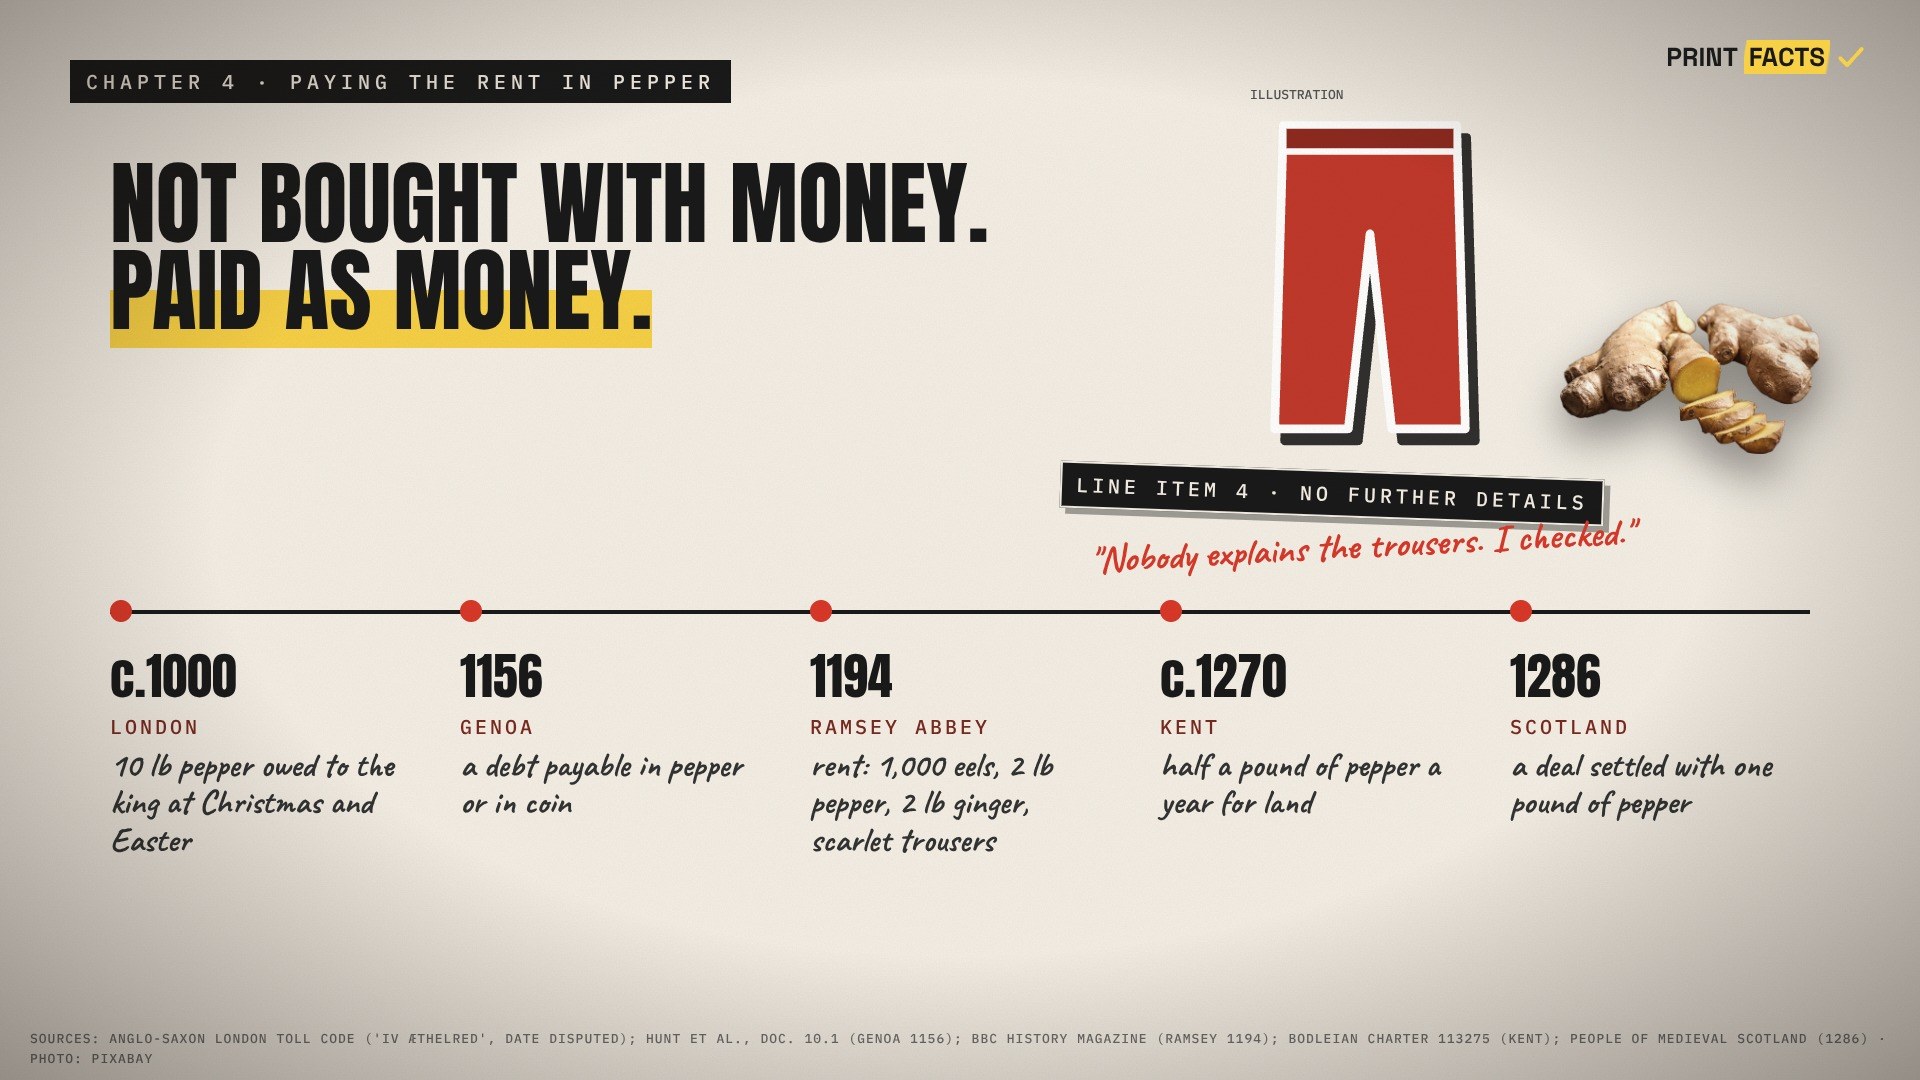 CHAPTER 4 · PAYING THE RENT IN PEPPER
PRINT FACTS
ILLUSTRATION
NOT BOUGHT WITH MONEY.
PAID AS MONEY.
LINE ITEM 4 · NO FURTHER DETAILS
"Nobody explains the trousers. I checked."
c.1000
LONDON
10 lb pepper owed to the
king at Christmas and
Easter
1156
GENOA
a debt payable in pepper
or in coin
1194
RAMSEY ABBEY
rent: 1,000 eels, 2 lb
pepper, 2 lb ginger,
scarlet trousers
c.1270
KENT
half a pound of pepper a
year for land
1286
SCOTLAND
a deal settled with one
pound of pepper
SOURCES: ANGLO-SAXON LONDON TOLL CODE ('IV ÆTHELRED', DATE DISPUTED); HUNT ET AL., DOC. 10.1 (GENOA 1156); BBC HISTORY MAGAZINE (RAMSEY 1194); BODLEIAN CHARTER 113275 (KENT); PEOPLE OF MEDIEVAL SCOTLAND (1286) ·
PHOTO: PIXABAY